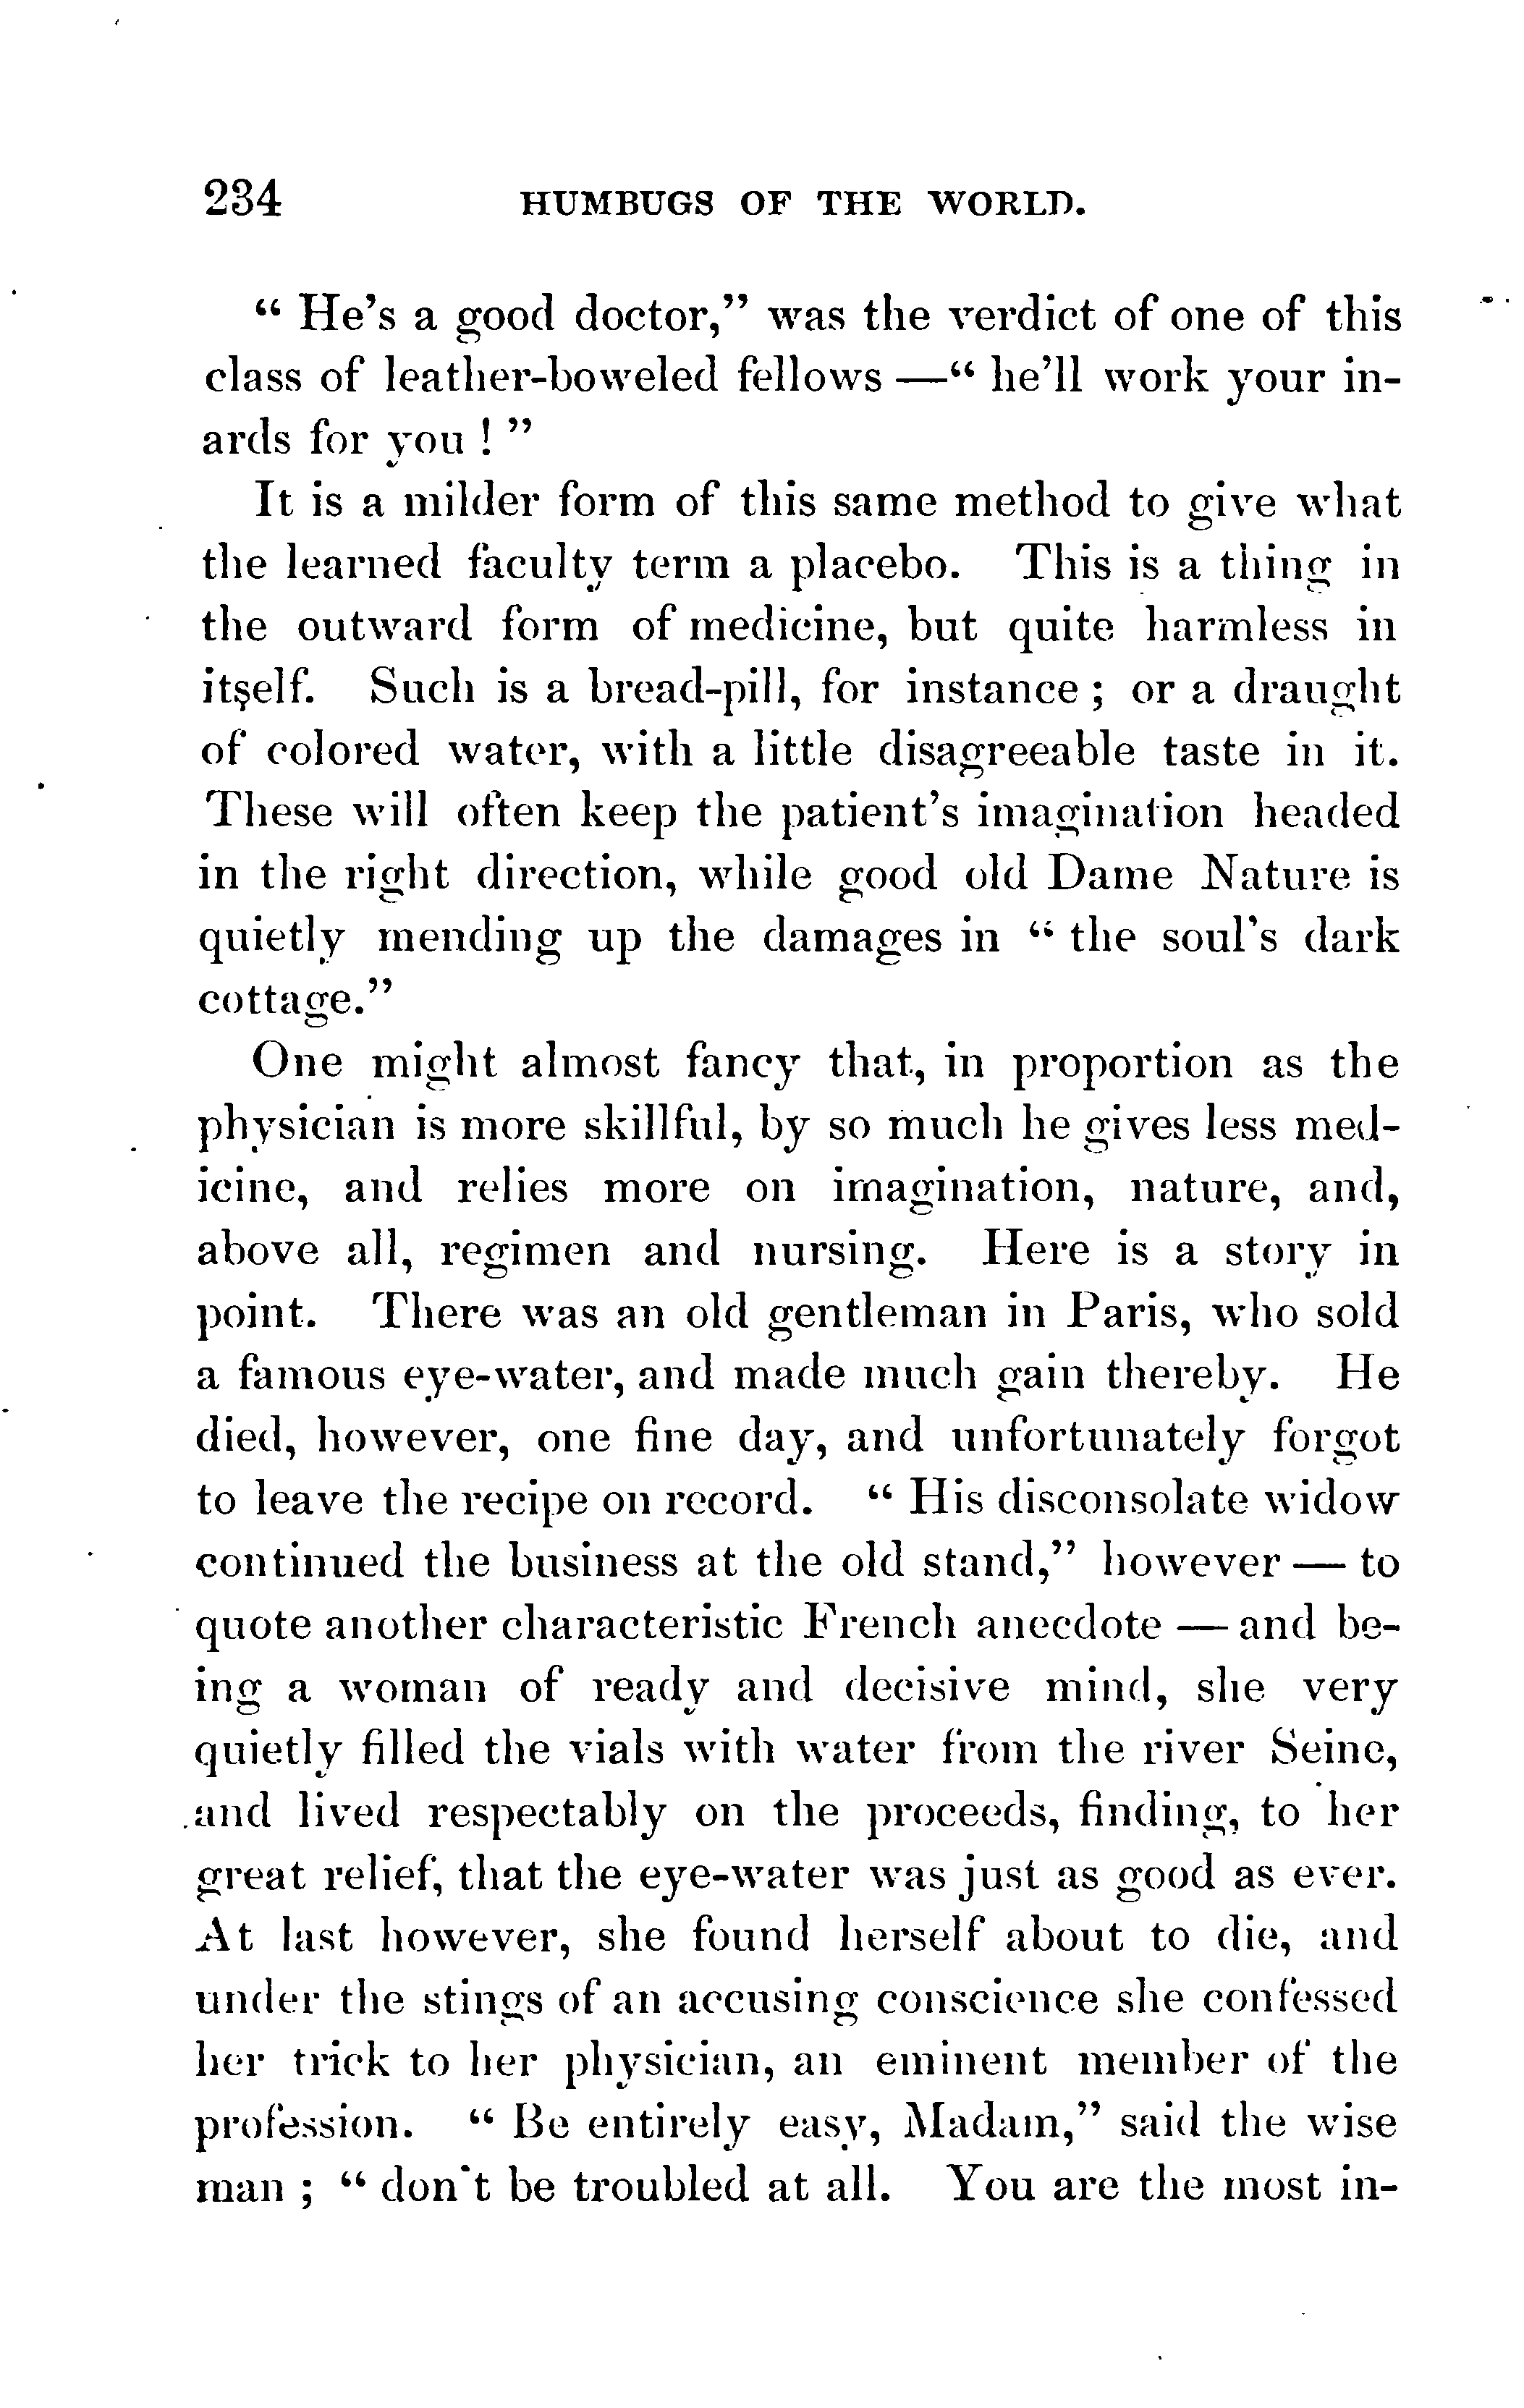 234 HUMBUGS OF THE WORLD.
“ He’s a good doctor,” was the verdict of one of this
class of leather-boweled fellows —“ he’ll work your in-
ards for you ! ”
It is a milder form of this same method to give what
the learned faculty term a placebo. This is a thing in
the outward form of medicine, but quite harmless in
itself. Such is a bread-pill, for instance ; or a draught
of colored water, with a little disagreeable taste in it.
These will often keep the patient’s imagination headed
in the right direction, while good old Dame Nature is
quietly mending up the damages in “ the soul’s dark
cottage.”
One might almost fancy that, in proportion as the
physician is more skillful, by so much he gives less med-
icine, and relies more on imagination, nature, and,
above all, regimen and nursing. Here is a story in
point. There was an old gentleman in Paris, who sold
a famous eye-water, and made much gain thereby. He
died, however, one fine day, and unfortunately forgot
to leave the recipe on record. “ His disconsolate widow
continued the business at the old stand,” however — to
quote another characteristic French anecdote — and be-
ing a woman of ready and decisive mind, she very
quietly filled the vials with water from the river Seine,
and lived respectably on the proceeds, finding, to her
great relief, that the eye-water was just as good as ever.
At last however, she found herself about to die, and
under the stings of an accusing conscience she confessed
her trick to her physician, an eminent member of the
profession. “ Be entirely easy, Madam,” said the wise
man ; “ don’t be troubled at all. You are the most in-